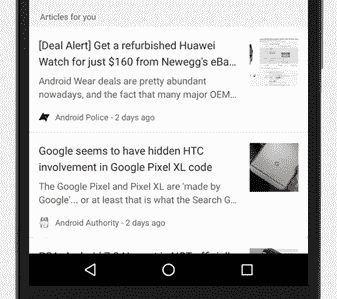 Articles for you
[Deal Alert] Get a refurbished Huawei
Watch for just $160 from Newegg's eBa...
Android Wear deals are pretty abundant
nowadays, and the fact that many major OEM...
Android Police - 2 days ago
Google seems to have hidden HTC
involvement in Google Pixel XL code
The Google Pixel and Pixel XL are 'made by
Google'... or at least that is what the Search G...
Android Authority - 2 days ago